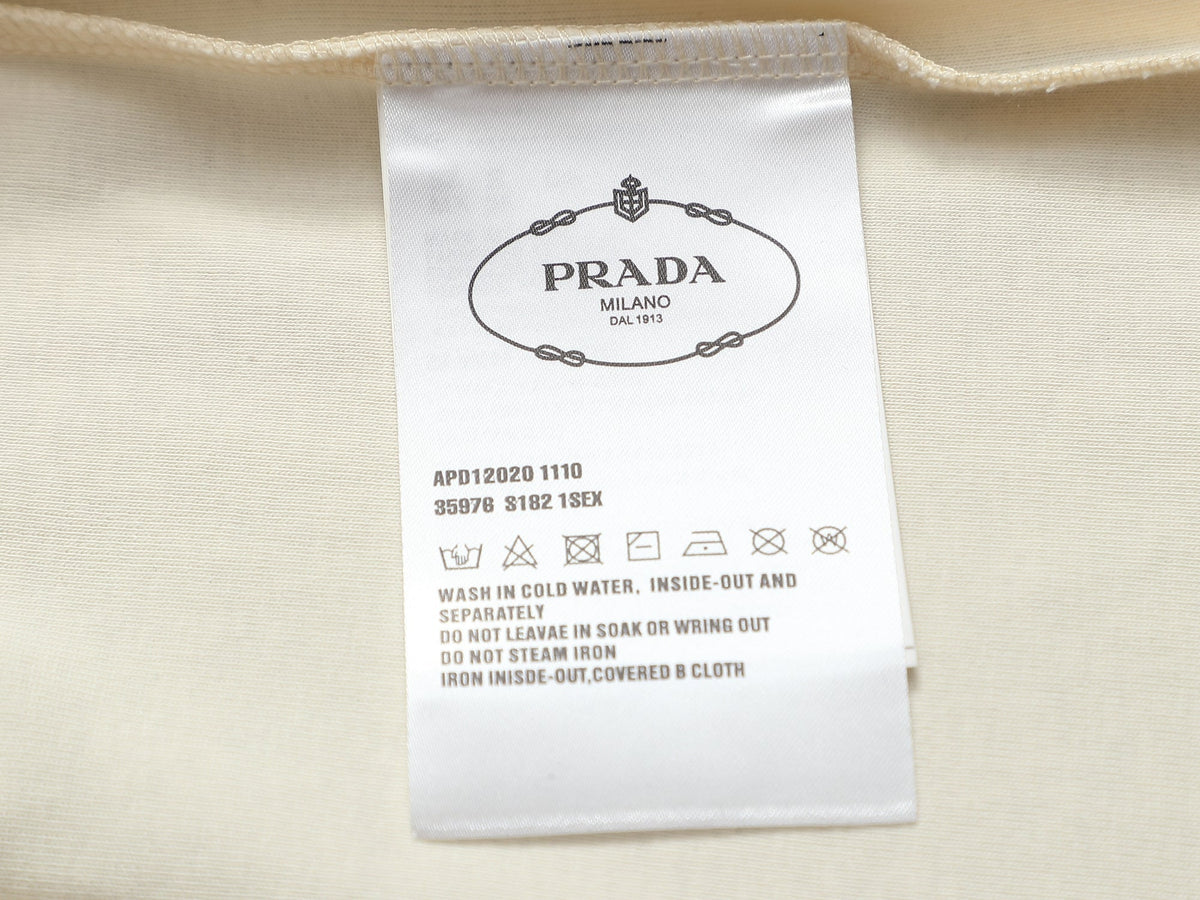 PRADA
MILANO
DAL 1913
APD12020 1110
35976 S182 1SEX
WASH IN COLD WATER, INSIDE-OUT AND
SEPARATELY
DO NOT LEAVAE IN SOAK OR WRING OUT
DO NOT STEAM IRON
IRON INISDE-OUT,COVERED B CLOTH